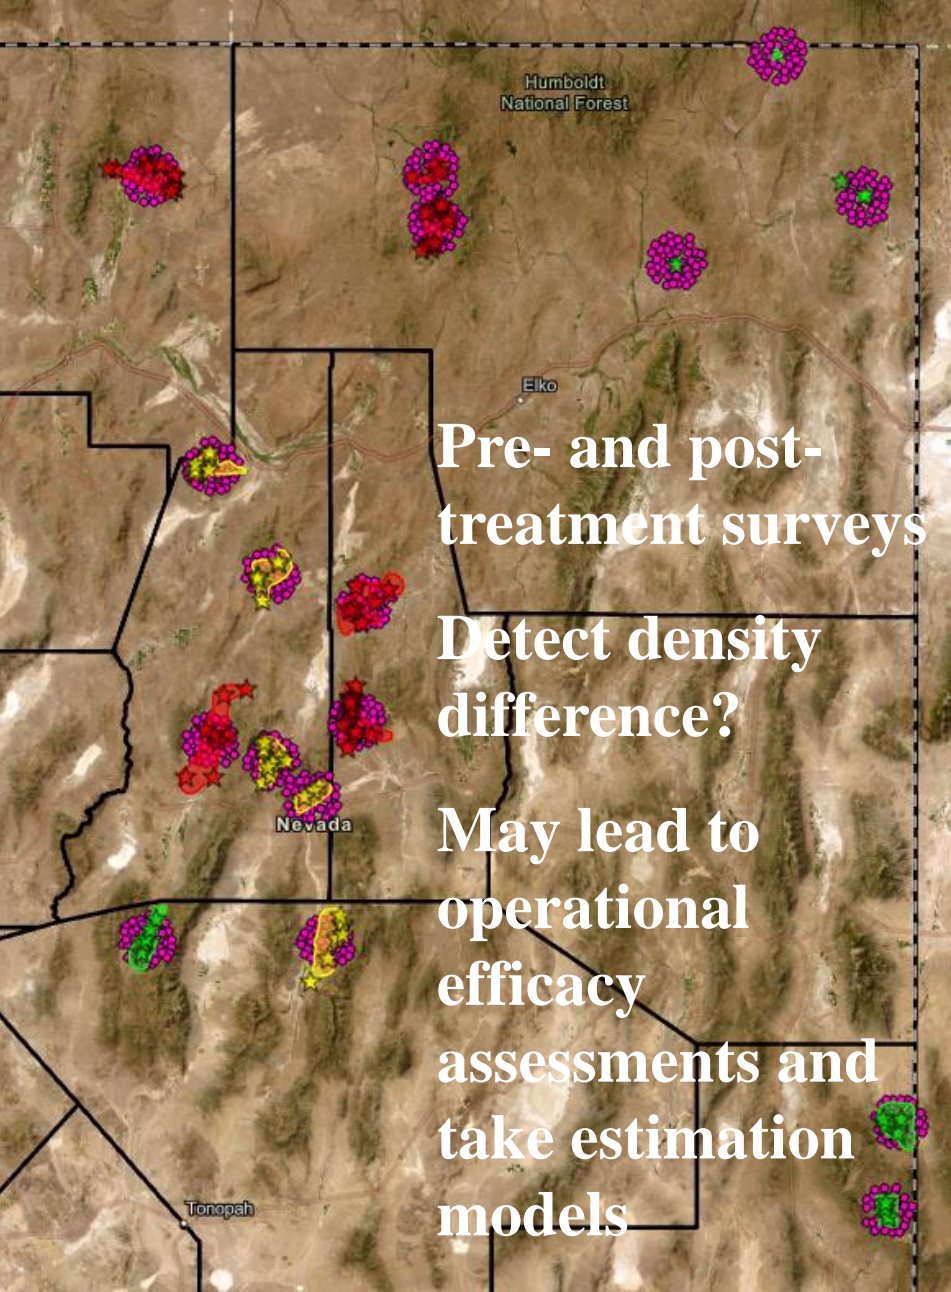 Humboldt
National Forest
Elko
Pre- and post-
treatment surveys
Detect density
difference?
May lead to
operational
efficacy
assessments and
take estimation
models
Nevada
Tonopah